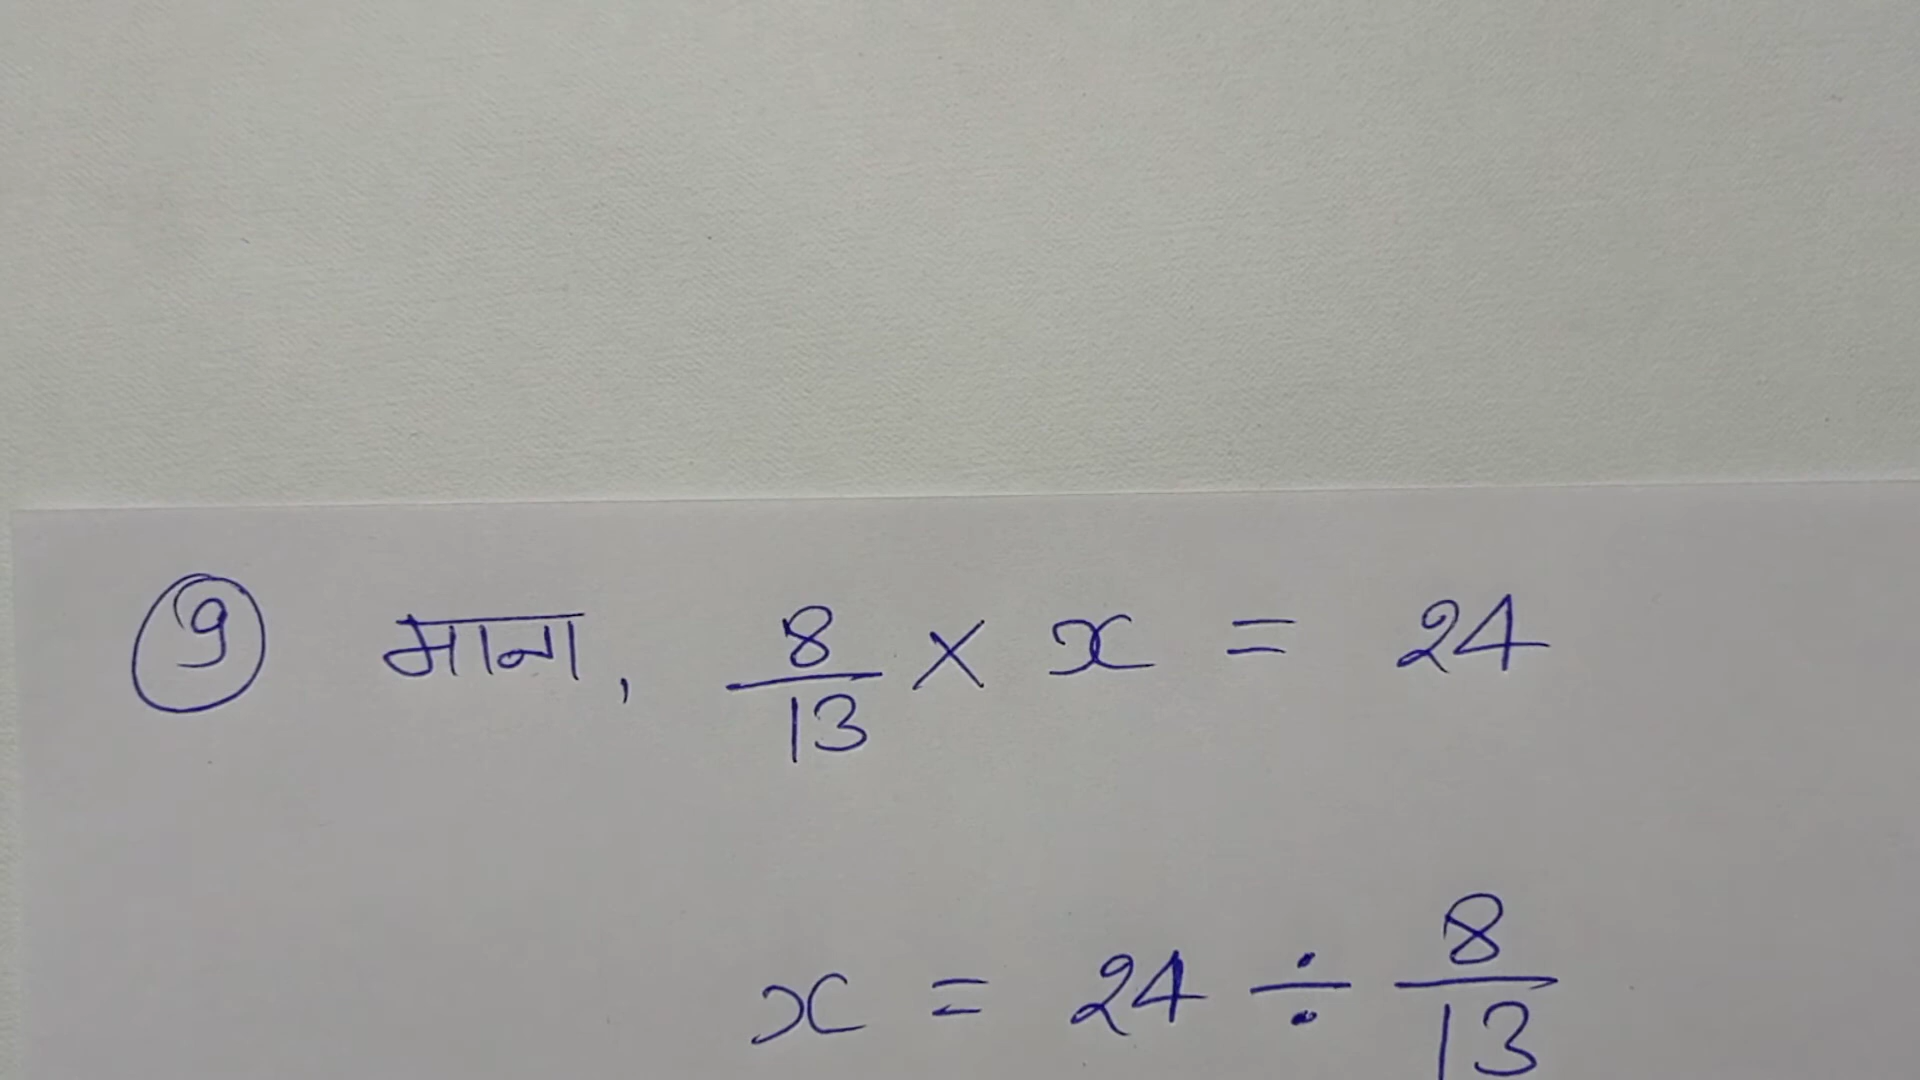 ⑨ माना, 8/13 × x = 24
x = 24 ÷ 8/13